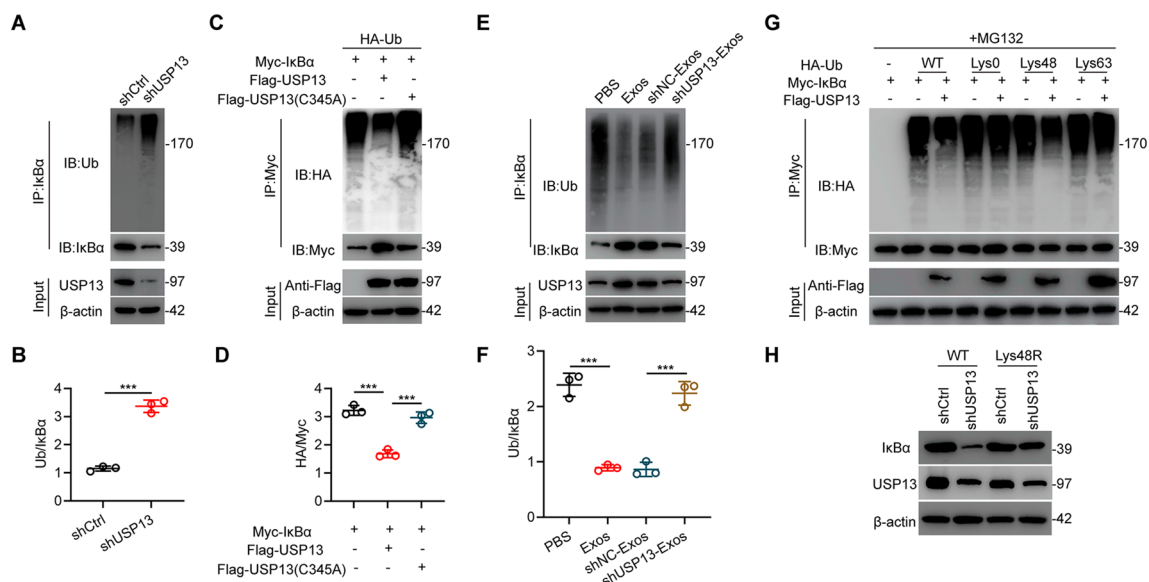 A
shCtrl
shUSP13
IP:IκBα
IB:Ub
-170
IB:IκBα
-39
Input
USP13
-97
β-actin
-42
B
Ub/IκBα
4
3
2
1
0
***
shCtrl
shUSP13
C
HA-Ub
Myc-IκBα + + +
Flag-USP13 - + -
Flag-USP13(C345A) - - +
IP:Myc
IB:HA
-170
IB:Myc
-39
Input
Anti-Flag
-97
β-actin
-42
D
HA/Myc
4
3
2
1
0
*** ***
Myc-IκBα + + +
Flag-USP13 - + -
Flag-USP13(C345A) - - +
E
PBS
Exos
shNC-Exos
shUSP13-Exos
IP:IκBα
IB:Ub
-170
IB:IκBα
-39
Input
USP13
-97
β-actin
-42
F
Ub/IκBα
3
2
1
0
*** ***
PBS
Exos
shNC-Exos
shUSP13-Exos
G
+MG132
HA-Ub - WT Lys0 Lys48 Lys63
Myc-IκBα + + + + + + + + +
Flag-USP13 - - + - + - + - +
IP:Myc
IB:HA
-170
IB:Myc
-39
Input
Anti-Flag
-97
β-actin
-42
H
WT Lys48R
shCtrl
shUSP13
shCtrl
shUSP13
IκBα
-39
USP13
-97
β-actin
-42